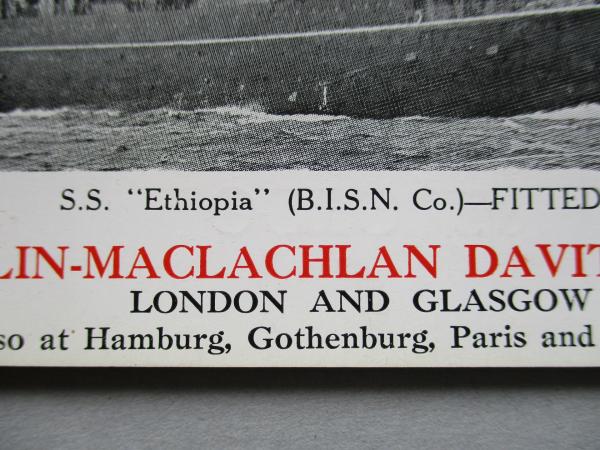 S.S. "Ethiopia" (B.I.S.N. Co.)—FITTED
LIN-MACLACHLAN DAVIT
LONDON AND GLASGOW
so at Hamburg, Gothenburg, Paris and